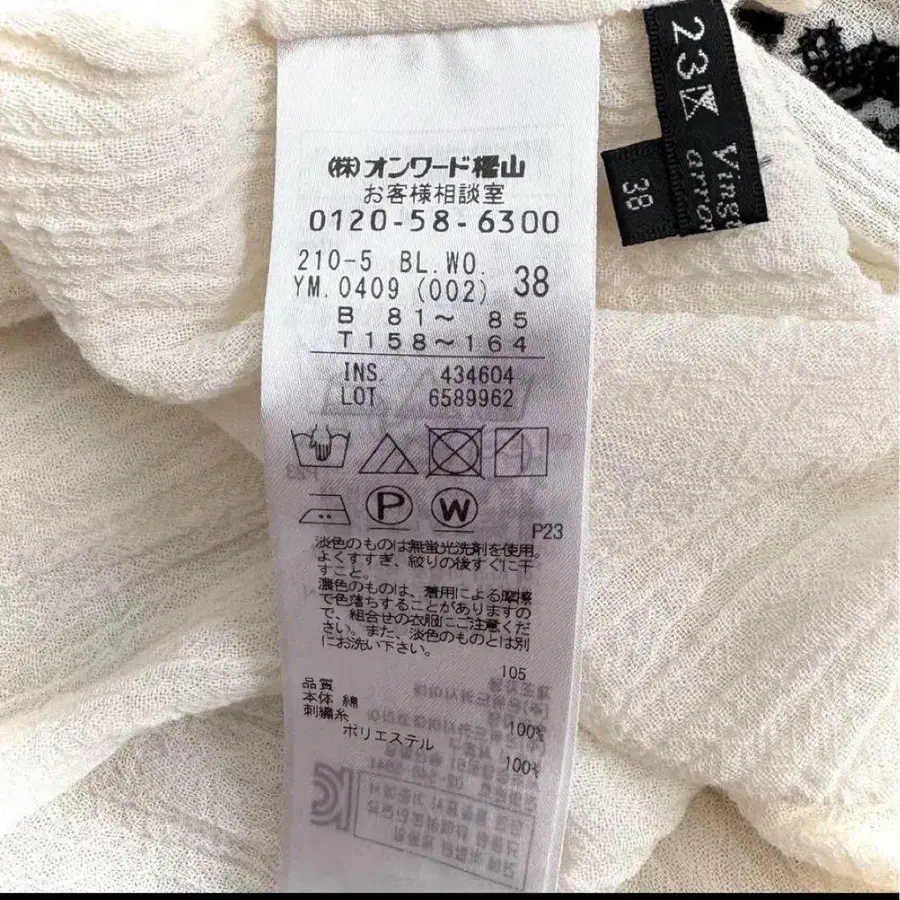 (株)オンワード樫山
お客様相談室
0120-58-6300
210-5 BL.WO.
YM.0409 (002) 38
B 81～ 85
T158～164
INS. 434604
LOT 6589962
P
W
P23
淡色のものは無蛍光洗剤を使用。
よくすすぎ、絞りの後すぐに干
すこと。
濃色のものは、着用による摩擦
で色落ちすることがありますの
で、組合せの衣服にご注意くだ
さい。また、淡色のものとは別
にお洗い下さい。
105
品質
本体 綿 100%
刺繍糸
ポリエステル 100%
23区
38